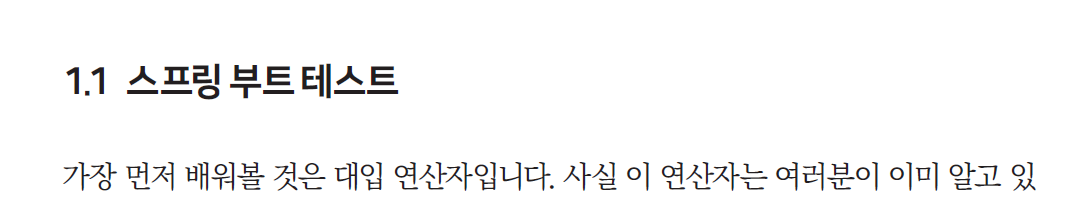 1.1 스프링 부트 테스트
가장 먼저 배워볼 것은 대입 연산자입니다. 사실 이 연산자는 여러분이 이미 알고 있